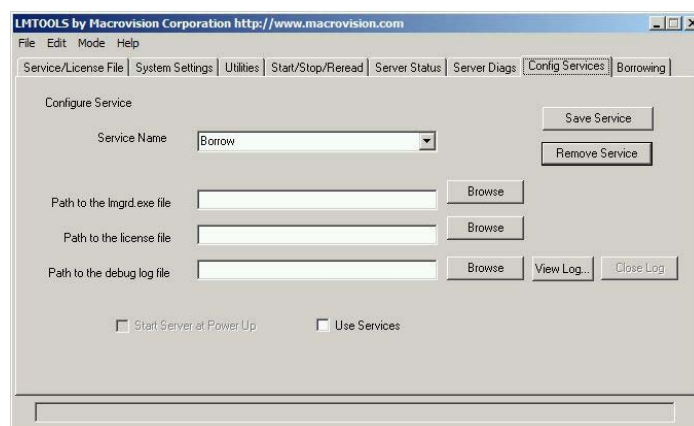 LMTOOLS by Macrovision Corporation http://www.macrovision.com
File Edit Mode Help
Service/License File System Settings Utilities Start/Stop/Reread Server Status Server Diags Config Services Borrowing
Configure Service
Save Service
Service Name Borrow
Remove Service
Path to the lmgrd.exe file Browse
Path to the license file Browse
Path to the debug log file Browse View Log... Close Log
Start Server at Power Up Use Services